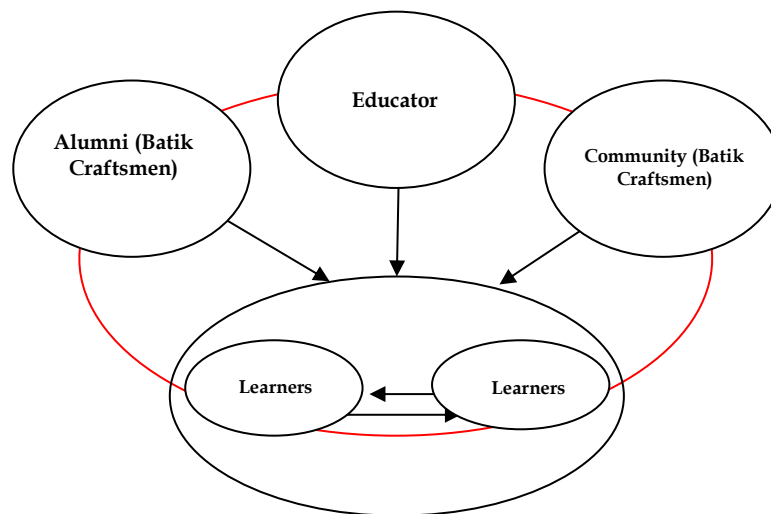 Educator
Alumni (Batik
Craftsmen)
Community (Batik
Craftsmen)
Learners
Learners